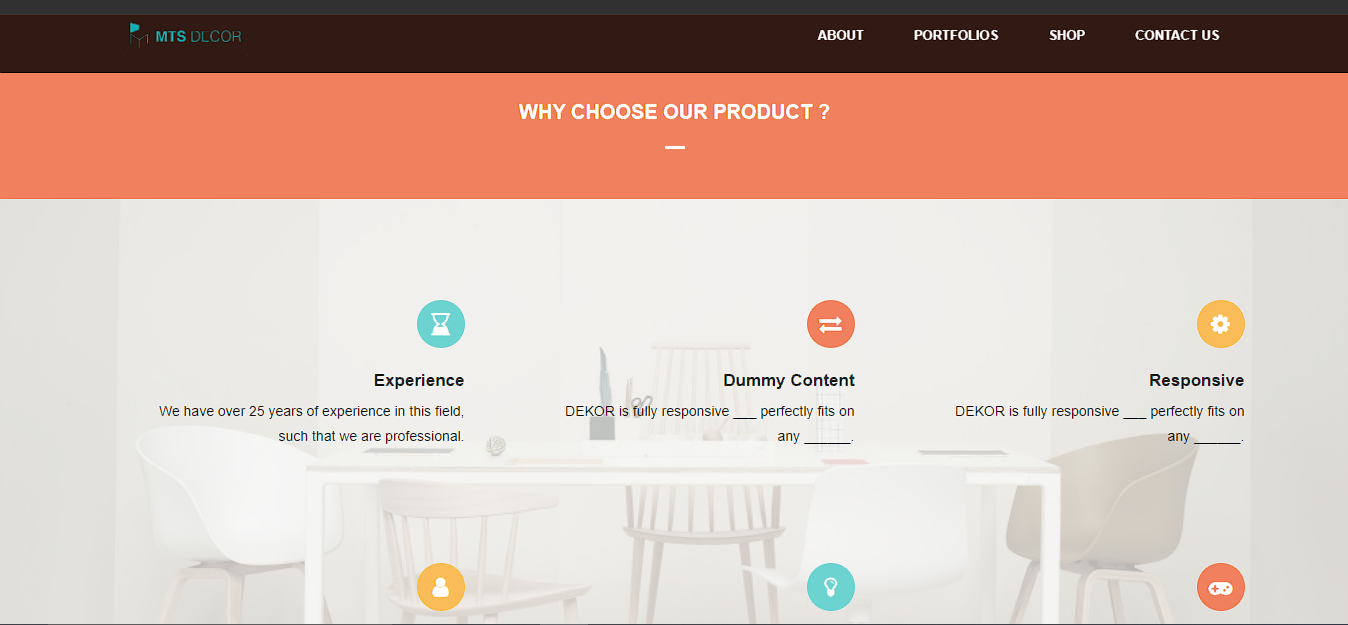 MTS DLCOR
ABOUT PORTFOLIOS SHOP CONTACT US
WHY CHOOSE OUR PRODUCT ?
Experience
We have over 25 years of experience in this field,
such that we are professional.
Dummy Content
DEKOR is fully responsive ___ perfectly fits on
any ______.
Responsive
DEKOR is fully responsive ___ perfectly fits on
any ______.